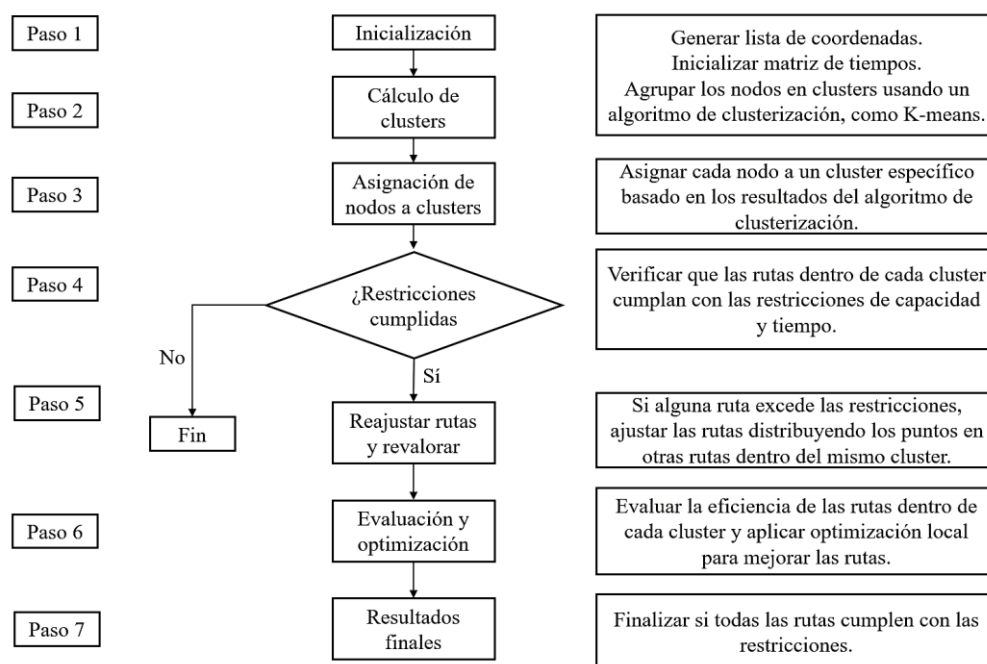 Paso 1
Inicialización
Generar lista de coordenadas.
Inicializar matriz de tiempos.
Agrupar los nodos en clusters usando un
algoritmo de clusterización, como K-means.
Paso 2
Cálculo de
clusters
Paso 3
Asignación de
nodos a clusters
Asignar cada nodo a un cluster específico
basado en los resultados del algoritmo de
clusterización.
Paso 4
¿Restricciones
cumplidas
Verificar que las rutas dentro de cada cluster
cumplan con las restricciones de capacidad
y tiempo.
No
Sí
Paso 5
Fin
Reajustar rutas
y revalorar
Si alguna ruta excede las restricciones,
ajustar las rutas distribuyendo los puntos en
otras rutas dentro del mismo cluster.
Paso 6
Evaluación y
optimización
Evaluar la eficiencia de las rutas dentro de
cada cluster y aplicar optimización local
para mejorar las rutas.
Paso 7
Resultados
finales
Finalizar si todas las rutas cumplen con las
restricciones.